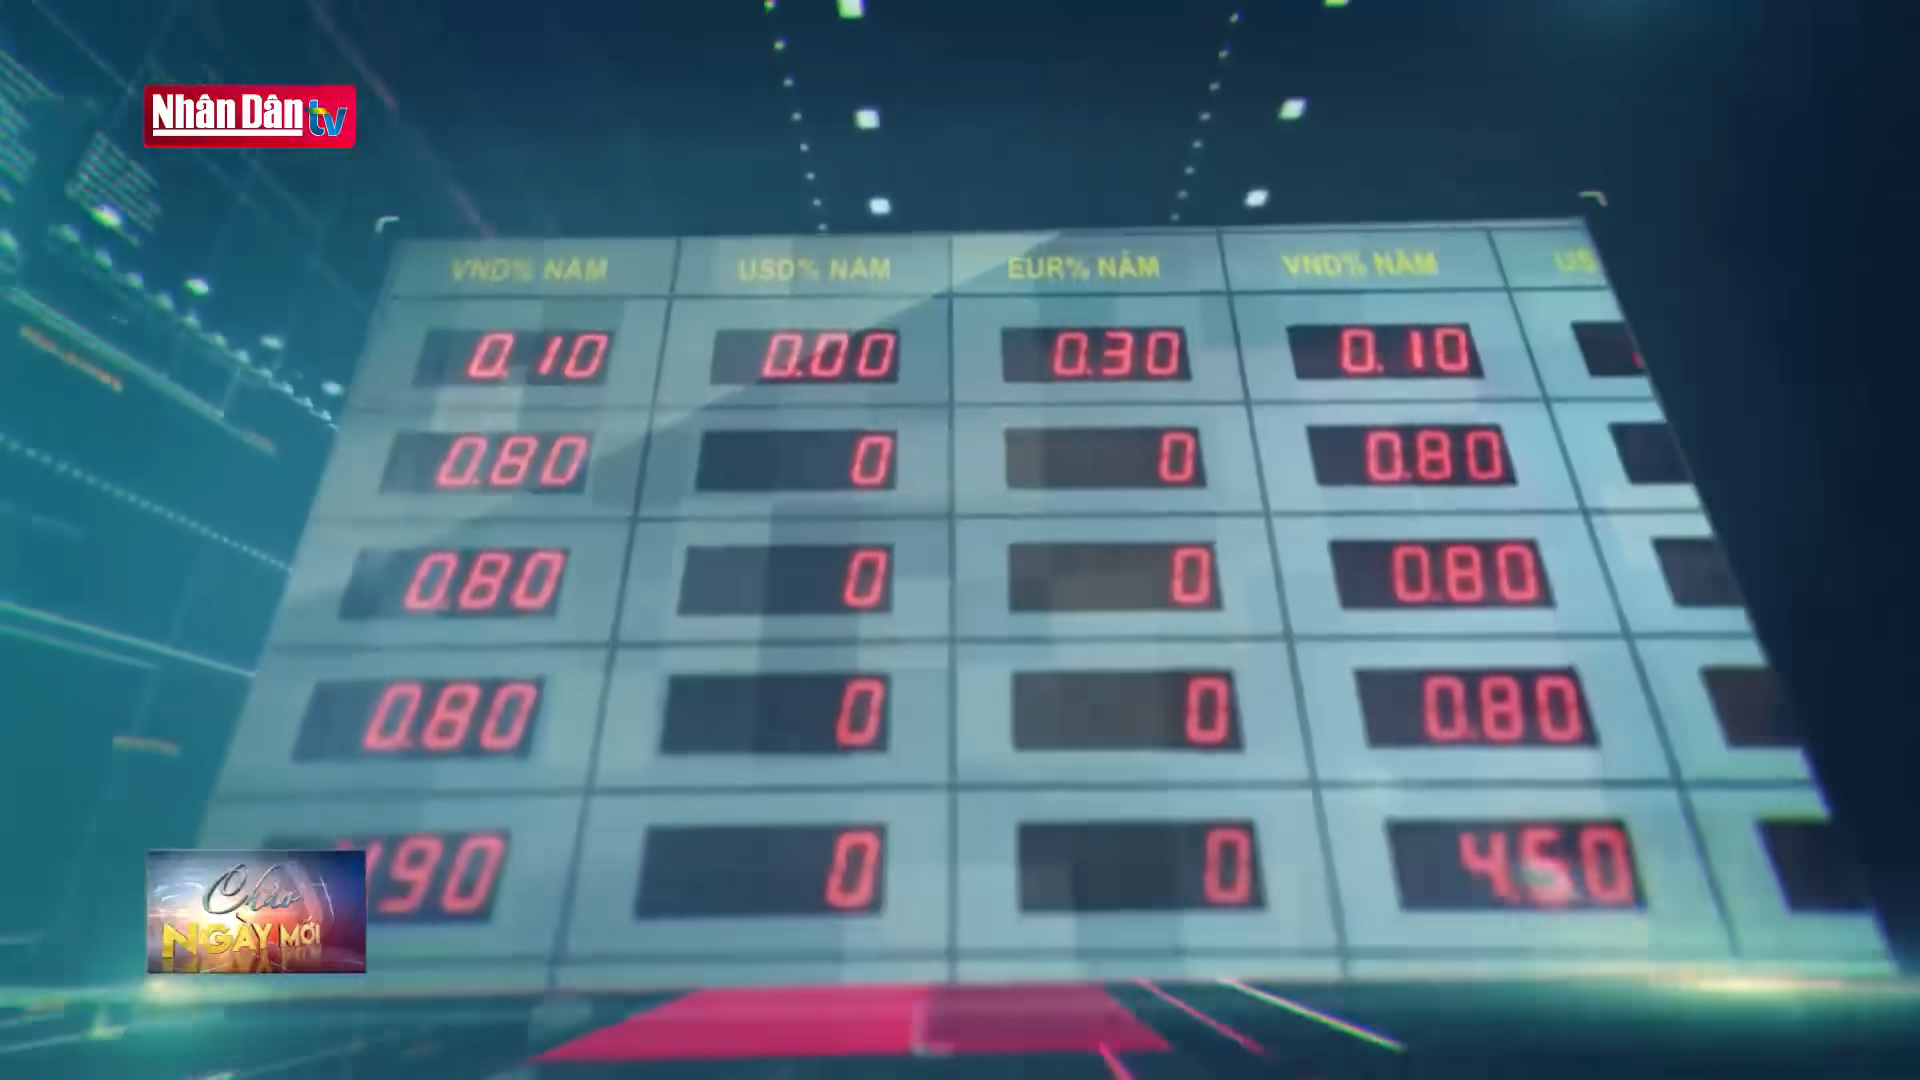 Nhân Dân tv
VND% NĂM USD% NĂM EUR% NĂM VND% NĂM US
0.10 0.00 0.30 0.10
0.80 0 0 0.80
0.80 0 0 0.80
0.80 0 0 0.80
.90 0 0 4.50
Chào
NGÀY MỚI